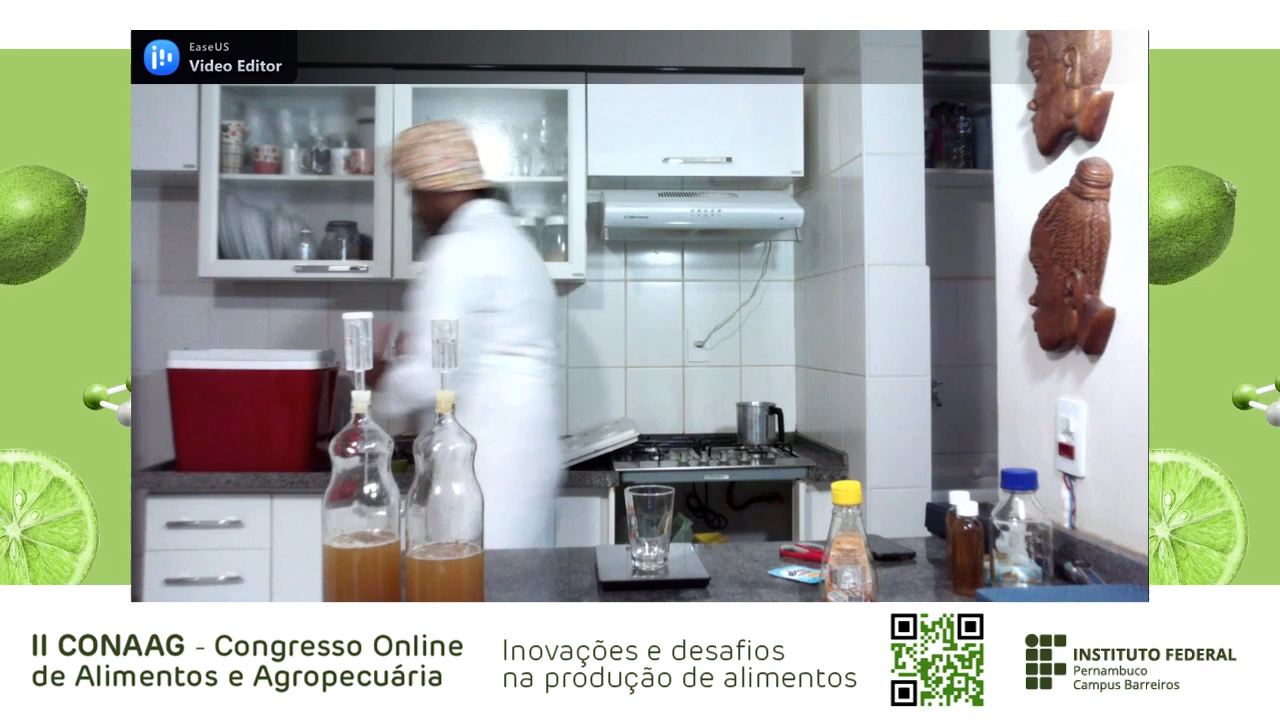 EaseUS
Video Editor
II CONAAG - Congresso Online
de Alimentos e Agropecuária
Inovações e desafios
na produção de alimentos
INSTITUTO FEDERAL
Pernambuco
Campus Barreiros